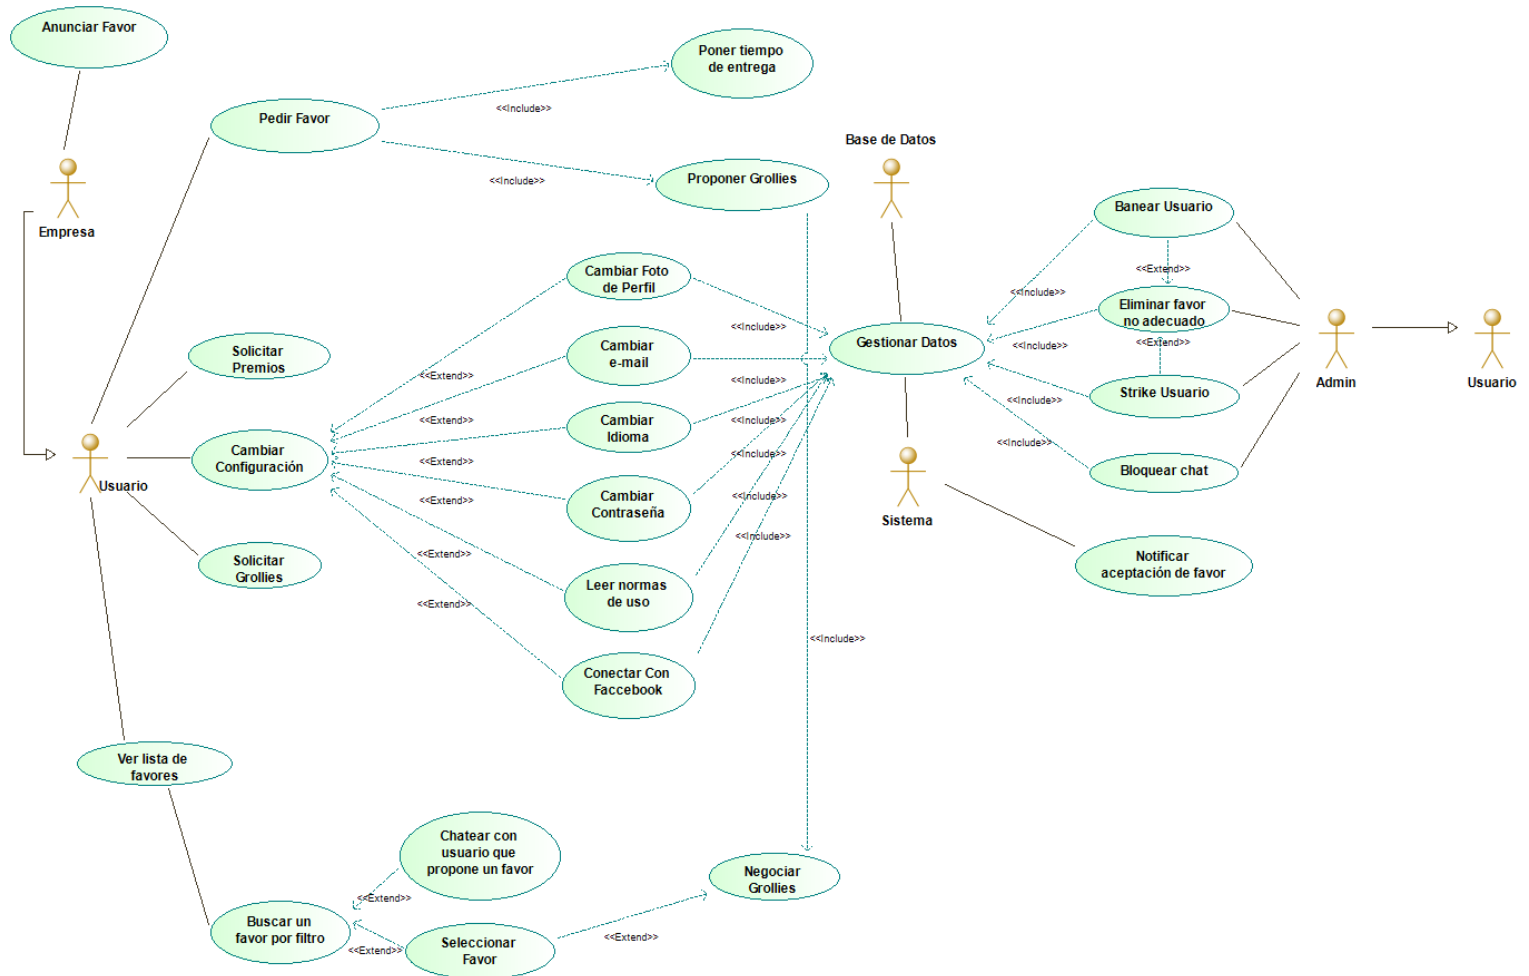 Anunciar Favor
Poner tiempo
de entrega
<<Include>>
Pedir Favor
Base de Datos
<<Include>>
Proponer Grollies
Banear Usuario
Empresa
<<Extend>>
Cambiar Foto
de Perfil
<<Include>>
Eliminar favor
no adecuado
<<Include>>
Gestionar Datos
<<Extend>>
<<Include>>
Solicitar
Premios
Cambiar
e-mail
<<Extend>>
<<Include>>
Admin
Usuario
Strike Usuario
<<Include>>
<<Extend>>
Cambiar
Idioma
<<Include>>
<<Include>>
Cambiar
Configuración
<<Extend>>
<<Include>>
Bloquear chat
Usuario
<<Extend>>
Cambiar
Contraseña
<<Include>>
Sistema
<<Include>>
<<Extend>>
Solicitar
Grollies
Notificar
aceptación de favor
Leer normas
de uso
<<Extend>>
<<Include>>
Conectar Con
Faccebook
Ver lista de
favores
Chatear con
usuario que
propone un favor
Negociar
Grollies
<<Extend>>
Buscar un
favor por filtro
<<Extend>>
Seleccionar
Favor
<<Extend>>